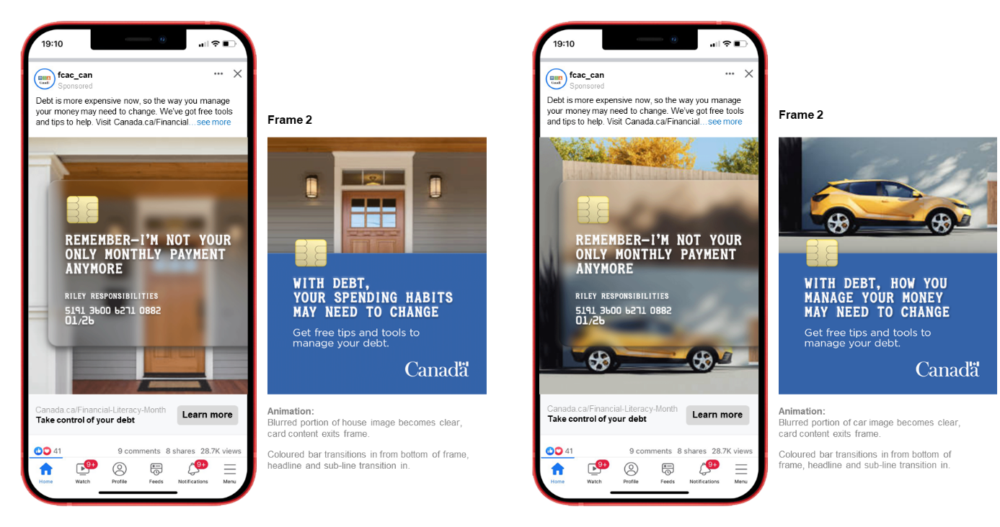 19:10
fcac_can
Sponsored
Debt is more expensive now, so the way you manage
your money may need to change. We've got free tools
and tips to help. Visit Canada.ca/Financial...see more
REMEMBER–I'M NOT YOUR
ONLY MONTHLY PAYMENT
ANYMORE
RILEY RESPONSIBILITIES
5191 3600 6271 0882
01/26
Canada.ca/Financial-Literacy-Month
Take control of your debt
Learn more
41
9 comments 8 shares 28.7K views
9+
9+
Home
Watch
Profile
Feeds
Notifications
Menu
Frame 2
WITH DEBT,
YOUR SPENDING HABITS
MAY NEED TO CHANGE
Get free tips and tools to
manage your debt.
Canada
Animation:
Blurred portion of house image becomes clear,
card content exits frame.
Coloured bar transitions in from bottom of frame,
headline and sub-line transition in.
19:10
fcac_can
Sponsored
Debt is more expensive now, so the way you manage
your money may need to change. We've got free tools
and tips to help. Visit Canada.ca/Financial...see more
REMEMBER–I'M NOT YOUR
ONLY MONTHLY PAYMENT
ANYMORE
RILEY RESPONSIBILITIES
5191 3600 6271 0882
01/26
Canada.ca/Financial-Literacy-Month
Take control of your debt
Learn more
41
9 comments 8 shares 28.7K views
9+
9+
Home
Watch
Profile
Feeds
Notifications
Menu
Frame 2
WITH DEBT, HOW YOU
MANAGE YOUR MONEY
MAY NEED TO CHANGE
Get free tips and tools to
manage your debt.
Canada
Animation:
Blurred portion of car image becomes clear,
card content exits frame.
Coloured bar transitions in from bottom of
frame, headline and sub-line transition in.